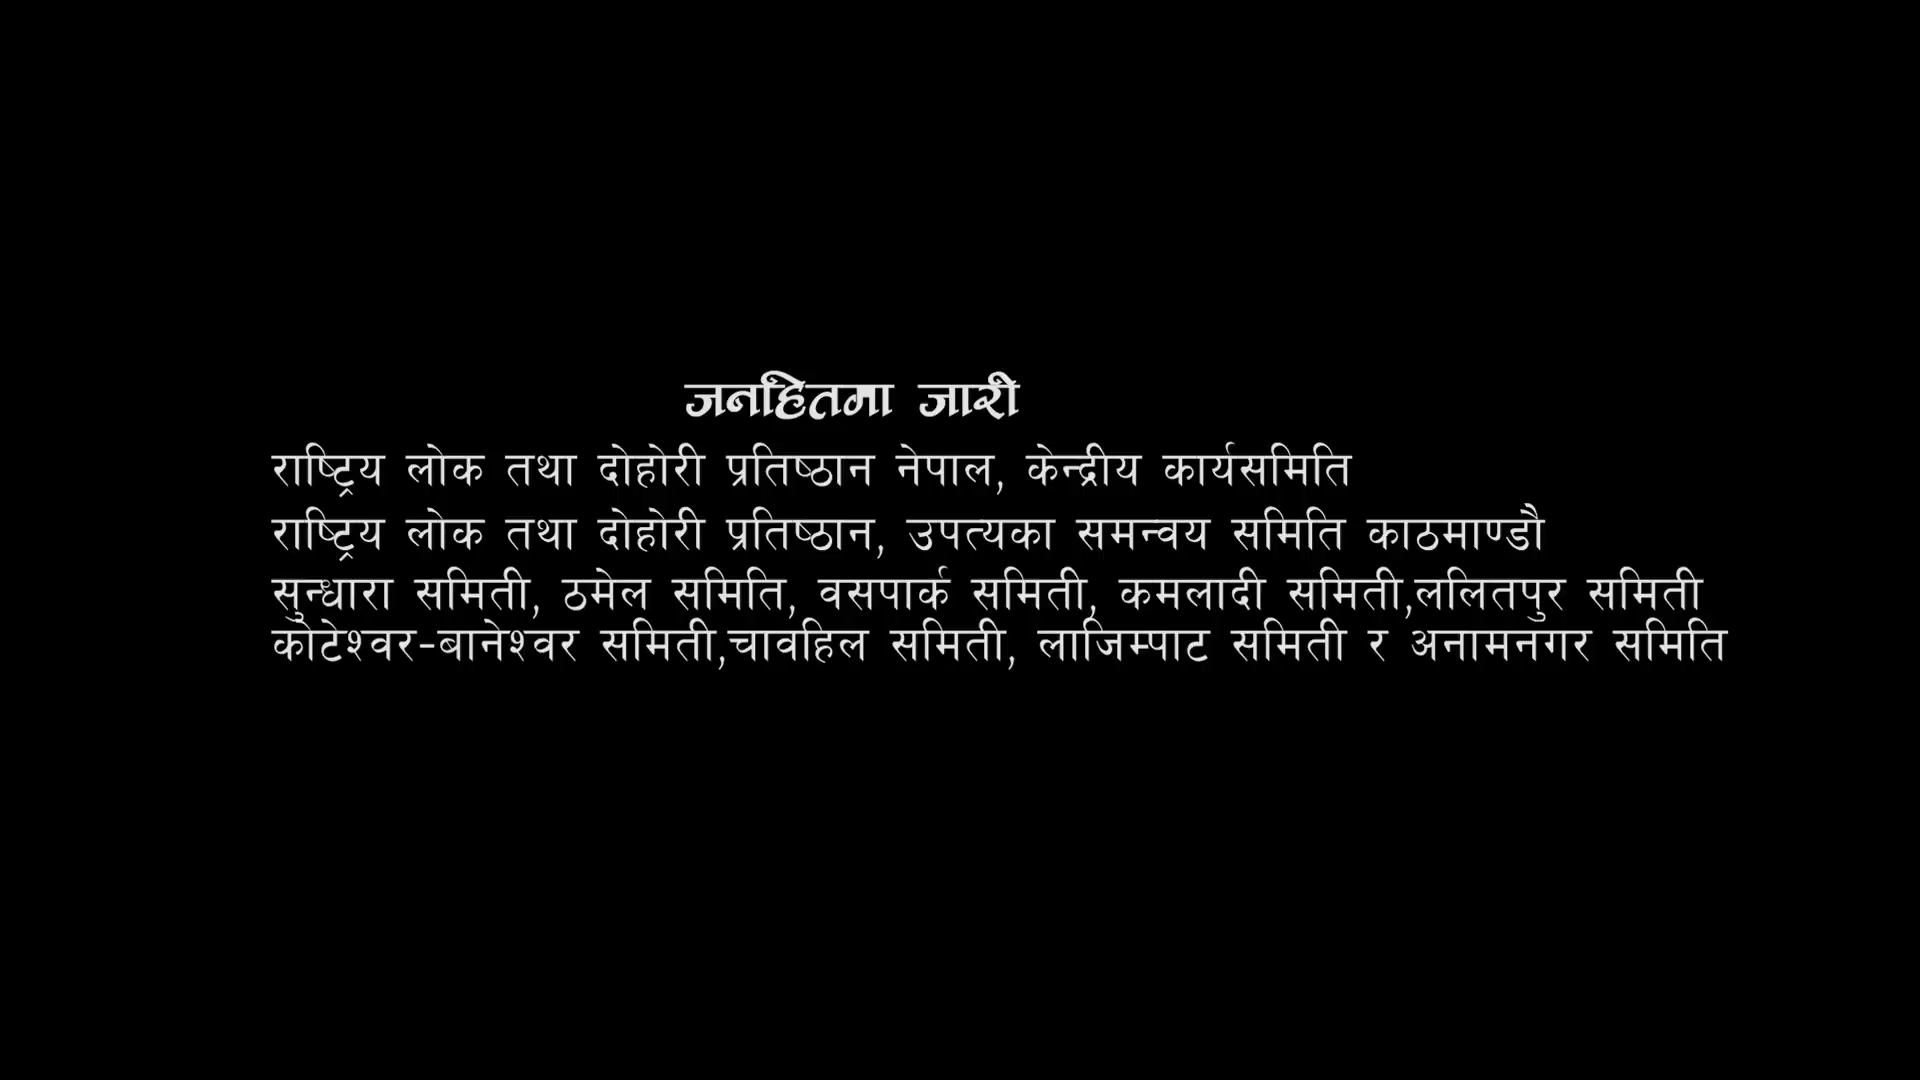 जनहितमा जारी
राष्ट्रिय लोक तथा दोहोरी प्रतिष्ठान नेपाल, केन्द्रीय कार्यसमिति
राष्ट्रिय लोक तथा दोहोरी प्रतिष्ठान, उपत्यका समन्वय समिति काठमाण्डौ
सुन्धारा समिती, ठमेल समिति, वसपार्क समिती, कमलादी समिती,ललितपुर समिती
कोटेश्वर-बानेश्वर समिती,चावहिल समिती, लाजिम्पाट समिती र अनामनगर समिति